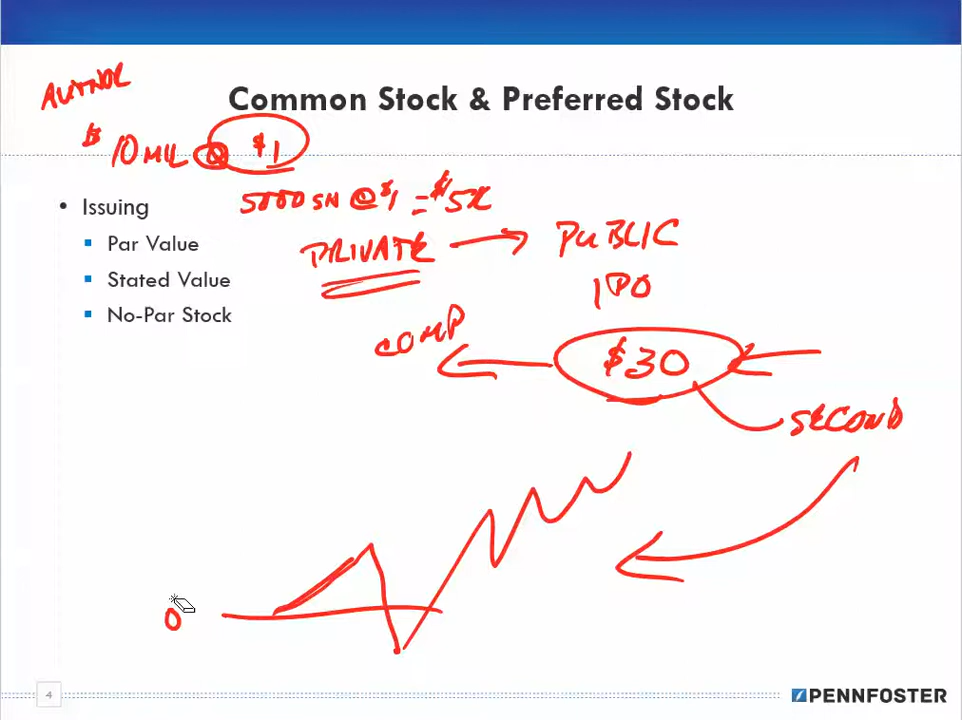 AUTHOR
Common Stock & Preferred Stock
$ 10 MIL @ $1
• Issuing
5000 SH @ $1 = $5K
▪ Par Value
PRIVATE → PUBLIC
▪ Stated Value
IPO
▪ No-Par Stock
COMP
$30
SECOND
0
4
PENNFOSTER